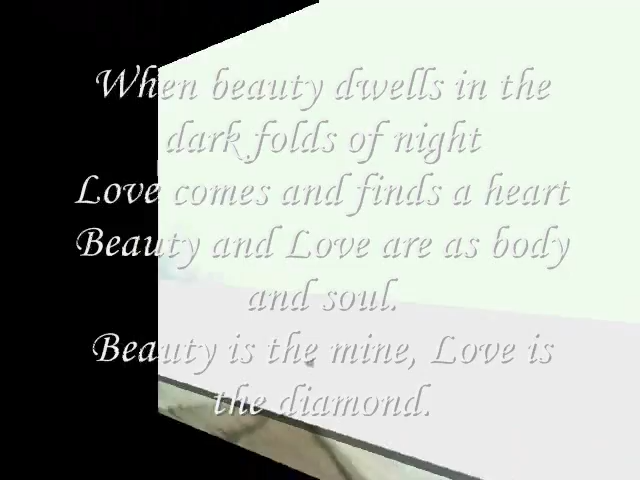 When beauty dwells in the
dark folds of night
Love comes and finds a heart
Beauty and Love are as body
and soul.
Beauty is the mine, Love is
the diamond.